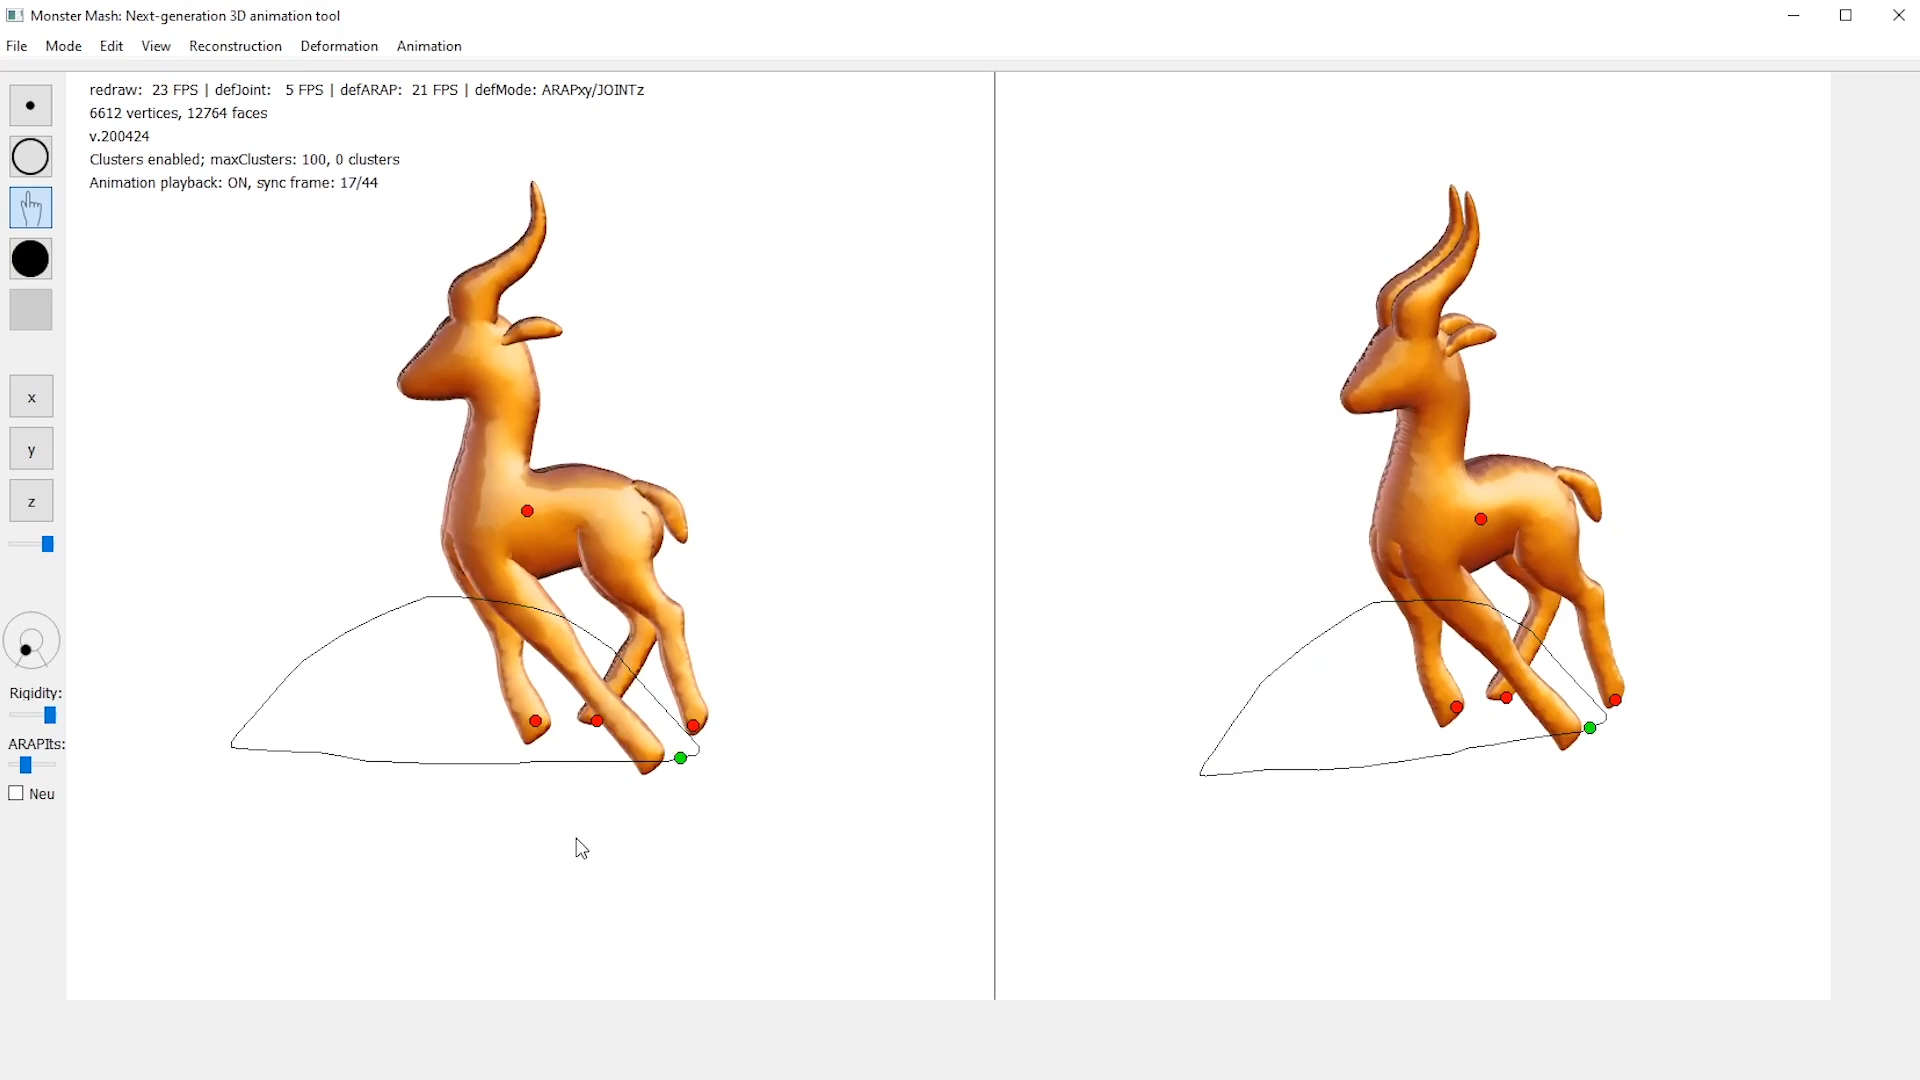 Monster Mash: Next-generation 3D animation tool
File Mode Edit View Reconstruction Deformation Animation
redraw: 23 FPS | defJoint: 5 FPS | defARAP: 21 FPS | defMode: ARAPxy/JOINTz
6612 vertices, 12764 faces
v.200424
Clusters enabled; maxClusters: 100, 0 clusters
Animation playback: ON, sync frame: 17/44
x
y
z
Rigidity:
ARAPIts:
Neu